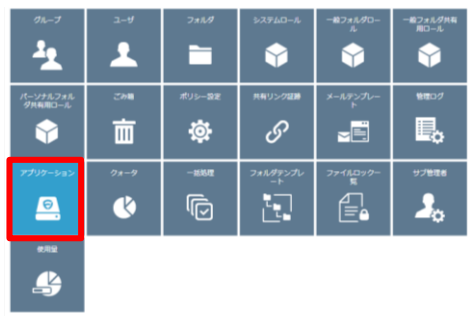 グループ
ユーザ
フォルダ
システムロール
一般フォルダロー
ル
一般フォルダ共有
用ロール
パーソナルフォル
ダ共有用ロール
ごみ箱
ポリシー設定
共有リンク証跡
メールテンプレー
ト
管理ログ
アプリケーション
クォータ
一括処理
フォルダテンプレ
ート
ファイルロック一
覧
サブ管理者
使用量